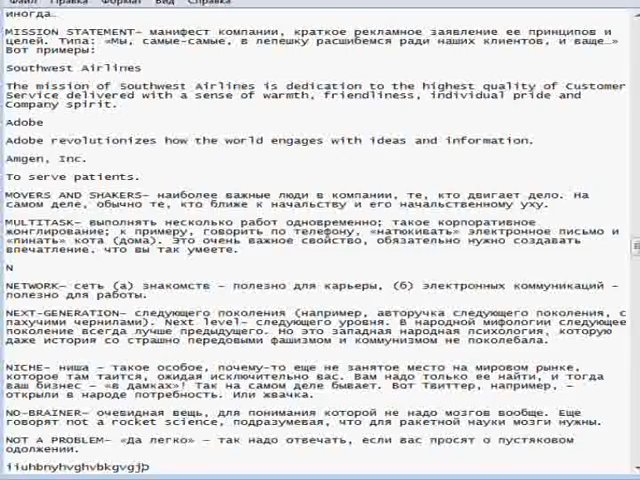 Файл Правка Формат Вид Справка
иногда…
MISSION STATEMENT– манифест компании, краткое рекламное заявление ее принципов и
целей. Типа: «Мы, самые-самые, в лепешку расшибемся ради наших клиентов, и ваще…»
Вот примеры:
Southwest Airlines
The mission of Southwest Airlines is dedication to the highest quality of Customer
Service delivered with a sense of warmth, friendliness, individual pride and
Company spirit.
Adobe
Adobe revolutionizes how the world engages with ideas and information.
Amgen, Inc.
To serve patients.
MOVERS AND SHAKERS– наиболее важные люди в компании, те, кто двигает дело. На
самом деле, обычно те, кто ближе к начальству и его начальственному уху.
MULTITASK– выполнять несколько работ одновременно; такое корпоративное
жонглирование; к примеру, говорить по телефону, «натюкивать» электронное письмо и
«пинать» кота (дома). Это очень важное свойство, обязательно нужно создавать
впечатление, что вы так умеете.
N
NETWORK– сеть (а) знакомств – полезно для карьеры, (б) электронных коммуникаций –
полезно для работы.
NEXT-GENERATION– следующего поколения (например, авторучка следующего поколения, с
пахучими чернилами). Next level– следующего уровня. В народной мифологии следующее
поколение всегда лучше предыдущего. Но это западная народная психология, которую
даже история со страшно передовыми фашизмом и коммунизмом не поколебала.
NICHE– ниша – такое особое, почему-то еще не занятое место на мировом рынке,
которое там таится, ожидая исключительно вас. Вам надо только ее найти, и тогда
ваш бизнес – «в дамках»! Так на самом деле бывает. Вот Твиттер, например, –
открыли в народе потребность. Или жвачка.
NO-BRAINER– очевидная вещь, для понимания которой не надо мозгов вообще. Еще
говорят not a rocket science, подразумевая, что для ракетной науки мозги нужны.
NOT A PROBLEM– «Да легко» – так надо отвечать, если вас просят о пустяковом
одолжении.